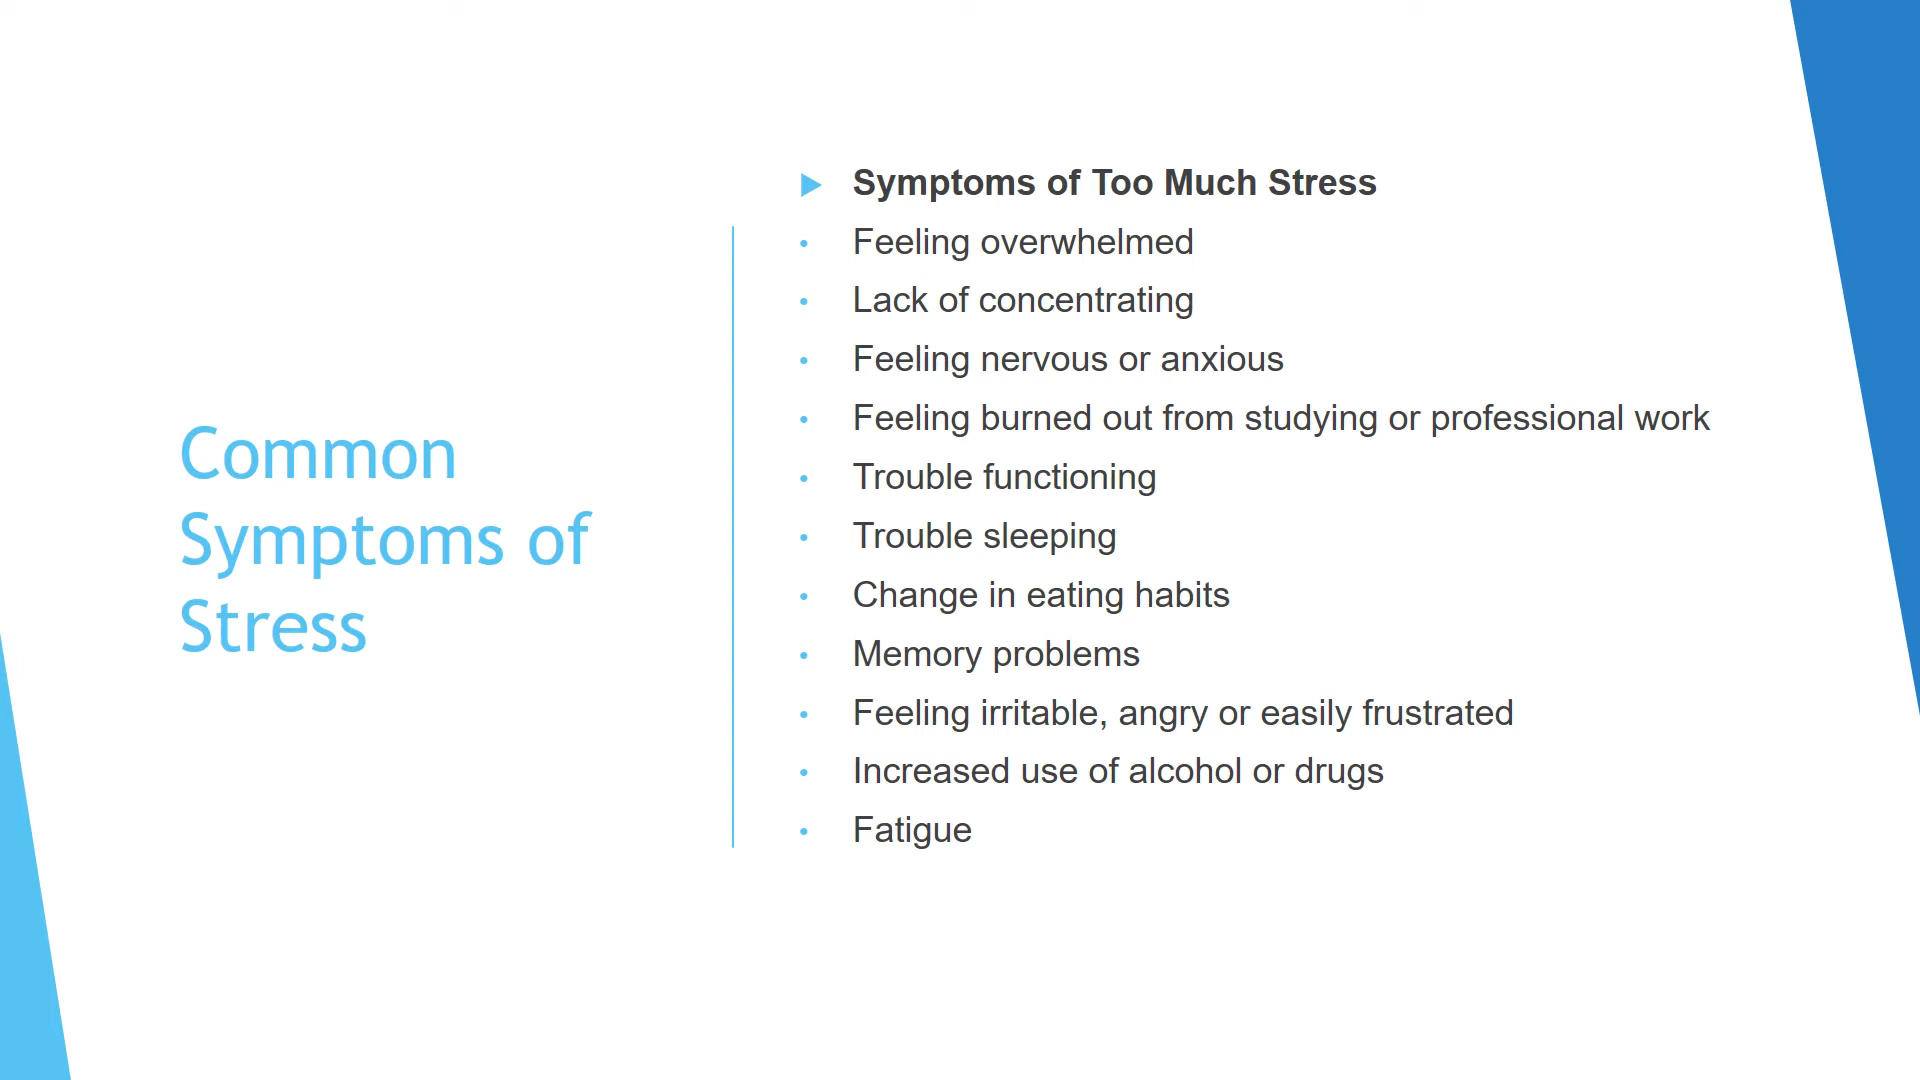 Common
Symptoms of
Stress
Symptoms of Too Much Stress
Feeling overwhelmed
Lack of concentrating
Feeling nervous or anxious
Feeling burned out from studying or professional work
Trouble functioning
Trouble sleeping
Change in eating habits
Memory problems
Feeling irritable, angry or easily frustrated
Increased use of alcohol or drugs
Fatigue